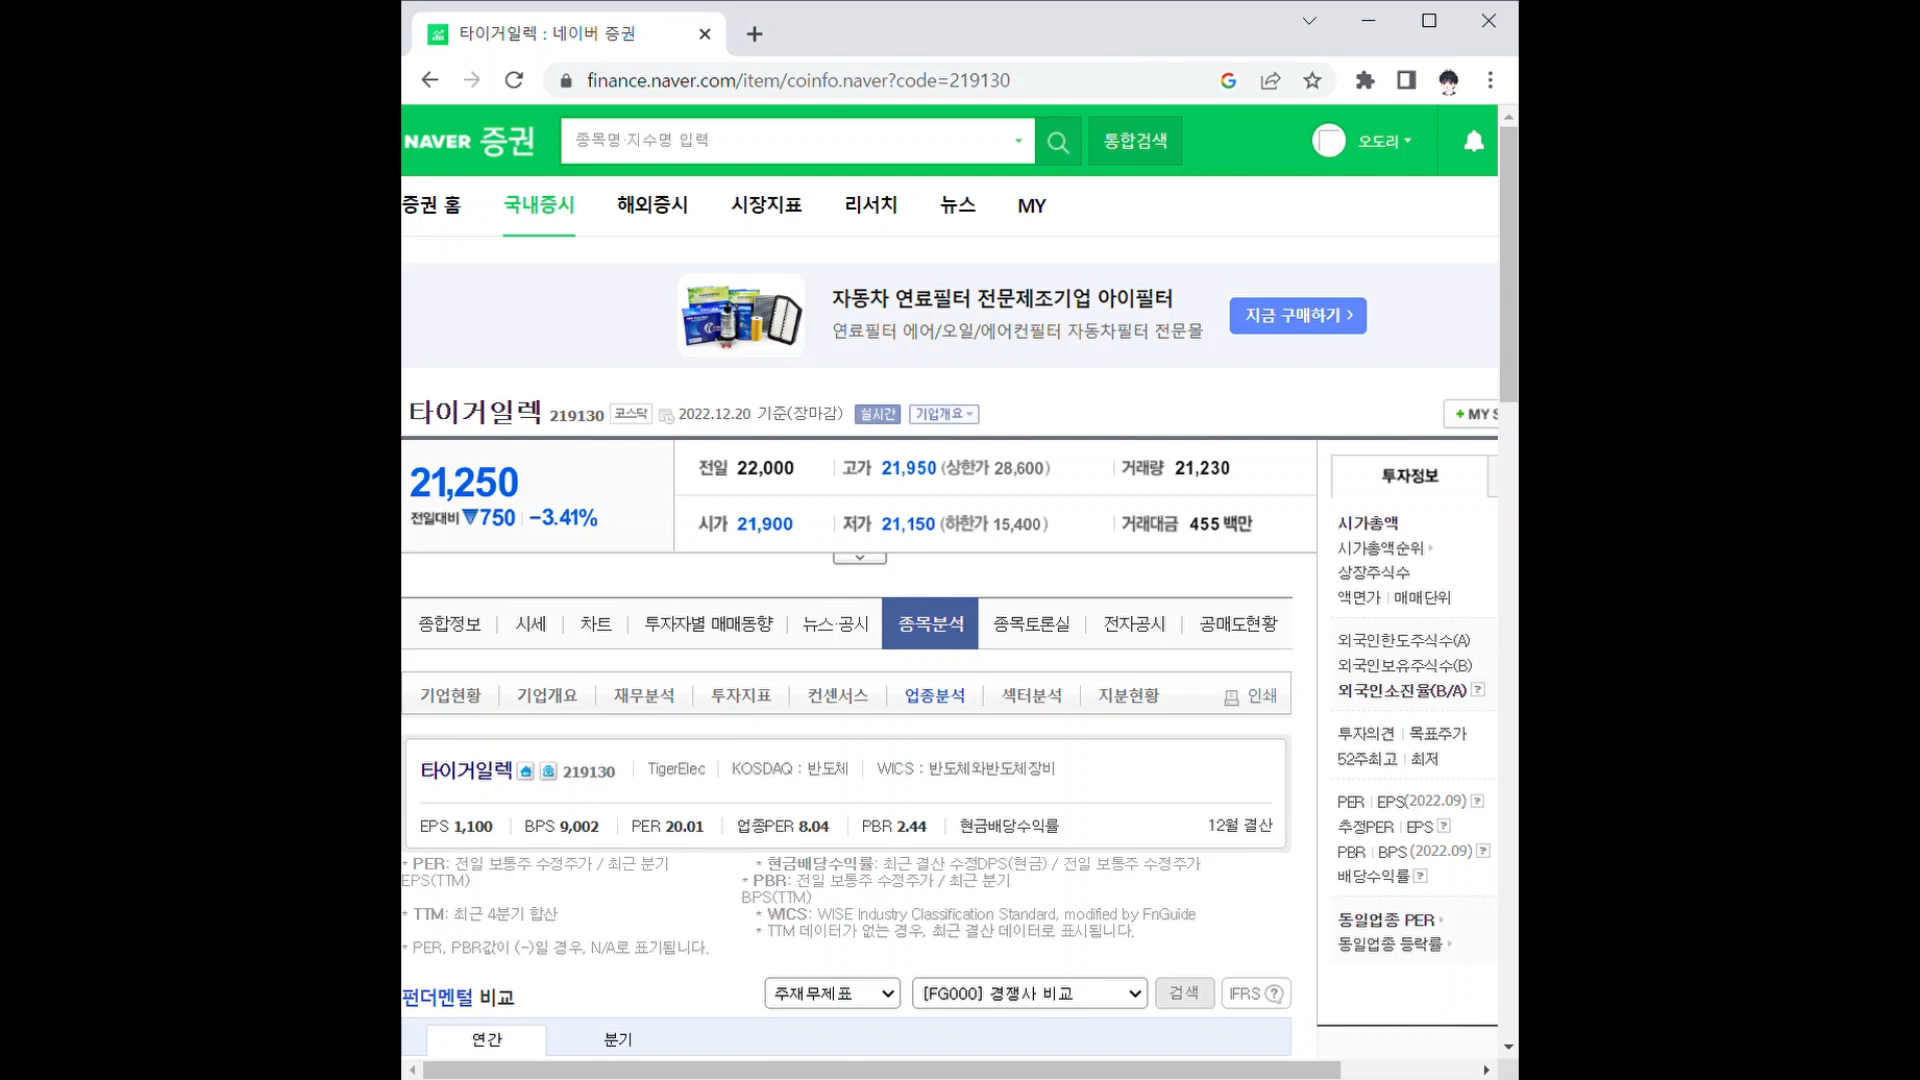 타이거일렉 : 네이버 증권
finance.naver.com/item/coinfo.naver?code=219130
NAVER 증권 종목명·지수명 입력 통합검색 오도리
증권 홈 국내증시 해외증시 시장지표 리서치 뉴스 MY
자동차 연료필터 전문제조기업 아이필터
연료필터 에어/오일/에어컨필터 자동차필터 전문몰
지금 구매하기 >
타이거일렉 219130 코스닥 2022.12.20 기준(장마감) 실시간 기업개요
+ MY S
21,250
전일대비 ▼750 -3.41%
전일 22,000 고가 21,950 (상한가 28,600) 거래량 21,230
시가 21,900 저가 21,150 (하한가 15,400) 거래대금 455 백만
종합정보 시세 차트 투자자별 매매동향 뉴스·공시 종목분석 종목토론실 전자공시 공매도현황
기업현황 기업개요 재무분석 투자지표 컨센서스 업종분석 섹터분석 지분현황 인쇄
타이거일렉 219130 TigerElec KOSDAQ : 반도체 WICS : 반도체와반도체장비
EPS 1,100 BPS 9,002 PER 20.01 업종PER 8.04 PBR 2.44 현금배당수익률 12월 결산
* PER: 전일 보통주 수정주가 / 최근 분기
EPS(TTM)
* TTM: 최근 4분기 합산
* PER, PBR값이 (-)일 경우, N/A로 표기됩니다.
* 현금배당수익률: 최근 결산 수정DPS(현금) / 전일 보통주 수정주가
* PBR: 전일 보통주 수정주가 / 최근 분기
BPS(TTM)
* WICS: WISE Industry Classification Standard, modified by FnGuide
* TTM 데이터가 없는 경우, 최근 결산 데이터로 표시됩니다.
펀더멘털 비교 주재무제표 [FG000] 경쟁사 비교 검색 IFRS ?
연간 분기
투자정보
시가총액
시가총액순위
상장주식수
액면가 매매단위
외국인한도주식수(A)
외국인보유주식수(B)
외국인소진율(B/A) ?
투자의견 목표주가
52주최고 최저
PER EPS(2022.09) ?
추정PER EPS ?
PBR BPS (2022.09) ?
배당수익률 ?
동일업종 PER
동일업종 등락률